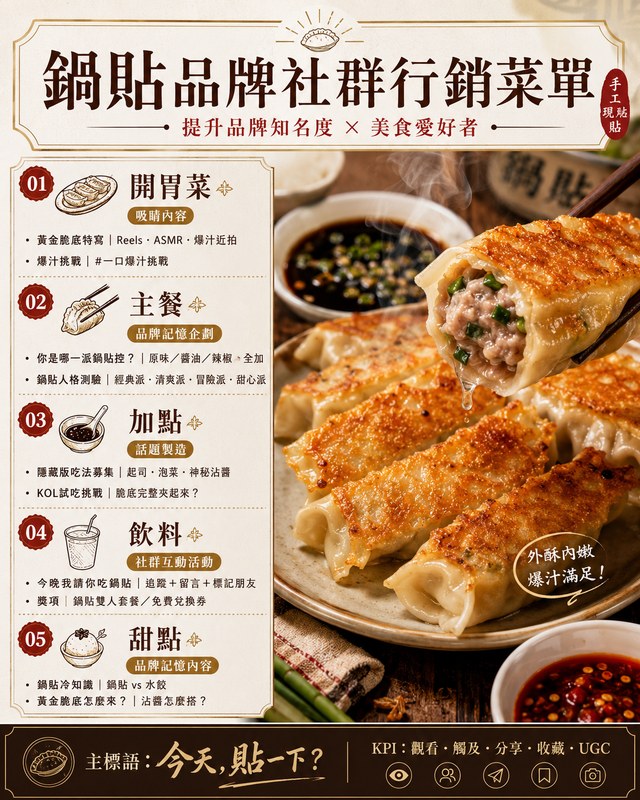 鍋貼品牌社群行銷菜單
提升品牌知名度 × 美食愛好者
手工
現貼
貼
01
開胃菜
吸睛內容
• 黃金脆底特寫｜Reels・ASMR・爆汁近拍
• 爆汁挑戰｜#一口爆汁挑戰
02
主餐
品牌記憶企劃
• 你是哪一派鍋貼控？｜原味／醬油／辣椒・全加
• 鍋貼人格測驗｜經典派・清爽派・冒險派・甜心派
03
加點
話題製造
• 隱藏版吃法募集｜起司・泡菜・神秘沾醬
• KOL試吃挑戰｜脆底完整夾起來？
04
飲料
社群互動活動
• 今晚我請你吃鍋貼｜追蹤＋留言＋標記朋友
• 獎項｜鍋貼雙人套餐／免費兌換券
05
甜點
品牌記憶內容
• 鍋貼冷知識｜鍋貼 vs 水餃
• 黃金脆底怎麼來？｜沾醬怎麼搭？
鍋貼
外酥內嫩
爆汁滿足！
主標語：今天，貼一下？
KPI：觀看・觸及・分享・收藏・UGC